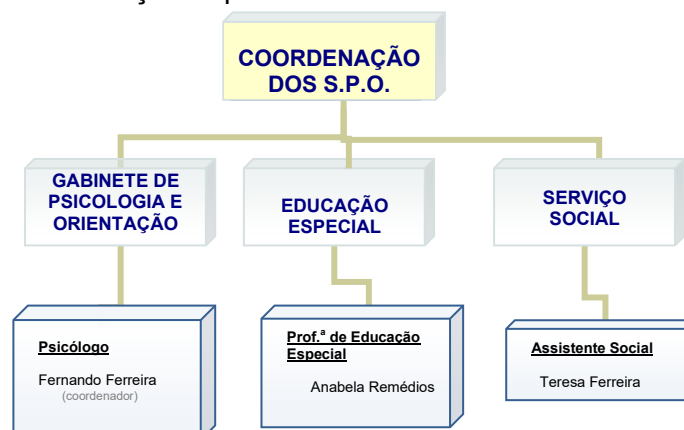 COORDENAÇÃO
DOS S.P.O.
GABINETE DE
PSICOLOGIA E
ORIENTAÇÃO
EDUCAÇÃO
ESPECIAL
SERVIÇO
SOCIAL
Psicólogo
Fernando Ferreira
(coordenador)
Prof.ª de Educação
Especial
Anabela Remédios
Assistente Social
Teresa Ferreira